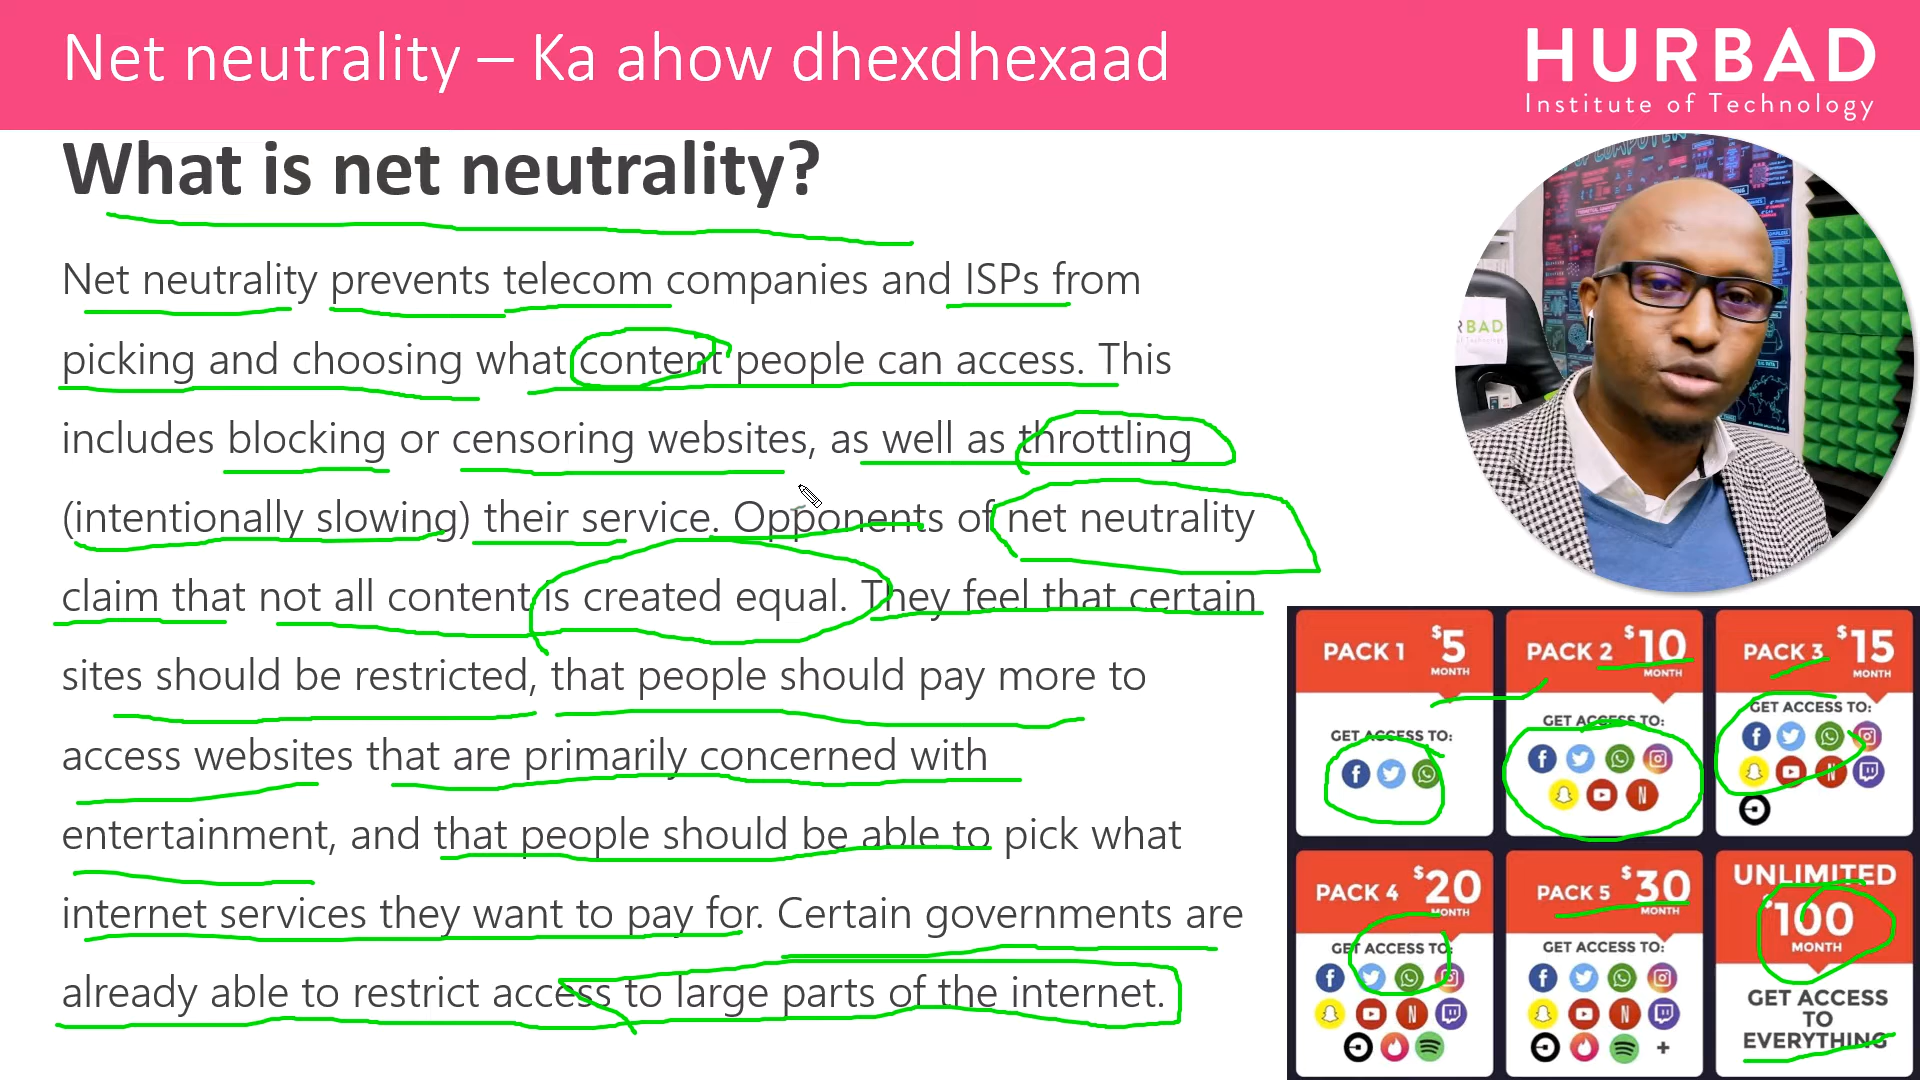 Net neutrality – Ka ahow dhexdhexaad
HURBAD
Institute of Technology
What is net neutrality?
Net neutrality prevents telecom companies and ISPs from
picking and choosing what content people can access. This
includes blocking or censoring websites, as well as throttling
(intentionally slowing) their service. Opponents of net neutrality
claim that not all content is created equal. They feel that certain
sites should be restricted, that people should pay more to
access websites that are primarily concerned with
entertainment, and that people should be able to pick what
internet services they want to pay for. Certain governments are
already able to restrict access to large parts of the internet.
RBAD
PACK 1 $5
MONTH
GET ACCESS TO:
PACK 2 $10
MONTH
GET ACCESS TO:
N
PACK 3 $15
MONTH
GET ACCESS TO:
N
PACK 4 $20
MONTH
GET ACCESS TO:
N
PACK 5 $30
MONTH
GET ACCESS TO:
N
+
UNLIMITED
$100
MONTH
GET ACCESS
TO
EVERYTHING